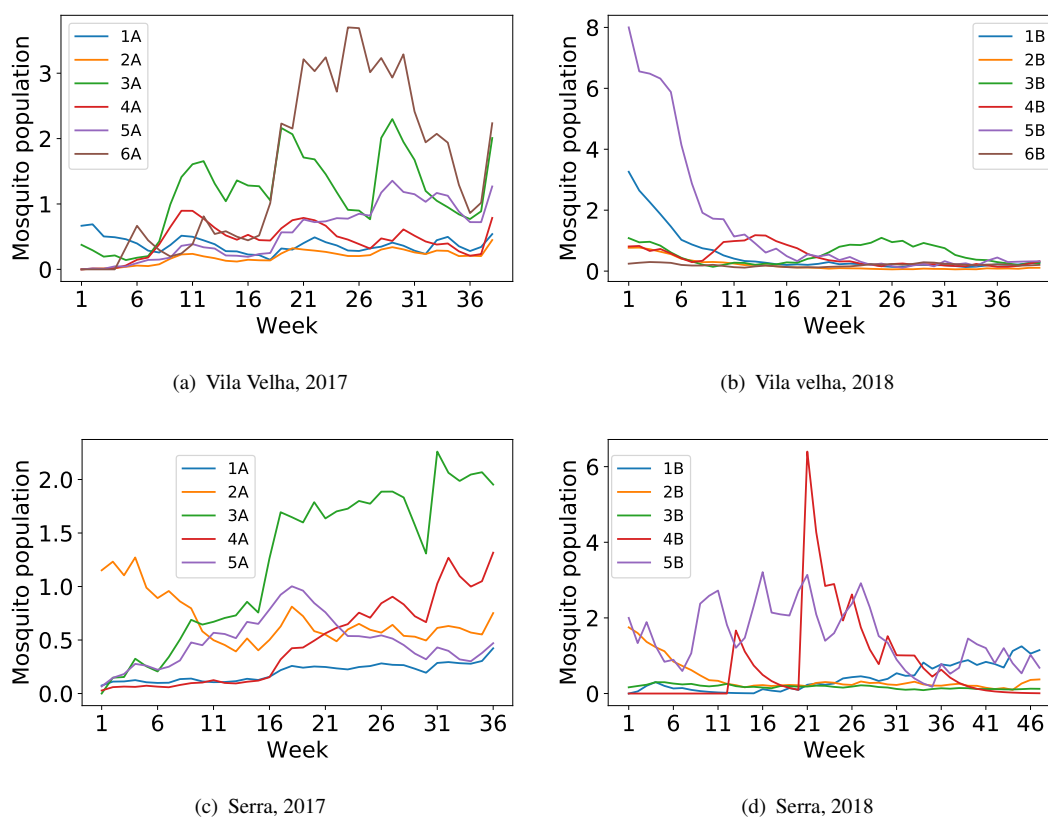 Mosquito population
3
2
1
0
1A
2A
3A
4A
5A
6A
1 6 11 16 21 26 31 36
Week
(a) Vila Velha, 2017
Mosquito population
8
6
4
2
0
1B
2B
3B
4B
5B
6B
1 6 11 16 21 26 31 36
Week
(b) Vila velha, 2018
Mosquito population
2.0
1.5
1.0
0.5
0.0
1A
2A
3A
4A
5A
1 6 11 16 21 26 31 36
Week
(c) Serra, 2017
Mosquito population
6
4
2
0
1B
2B
3B
4B
5B
1 6 11 16 21 26 31 36 41 46
Week
(d) Serra, 2018